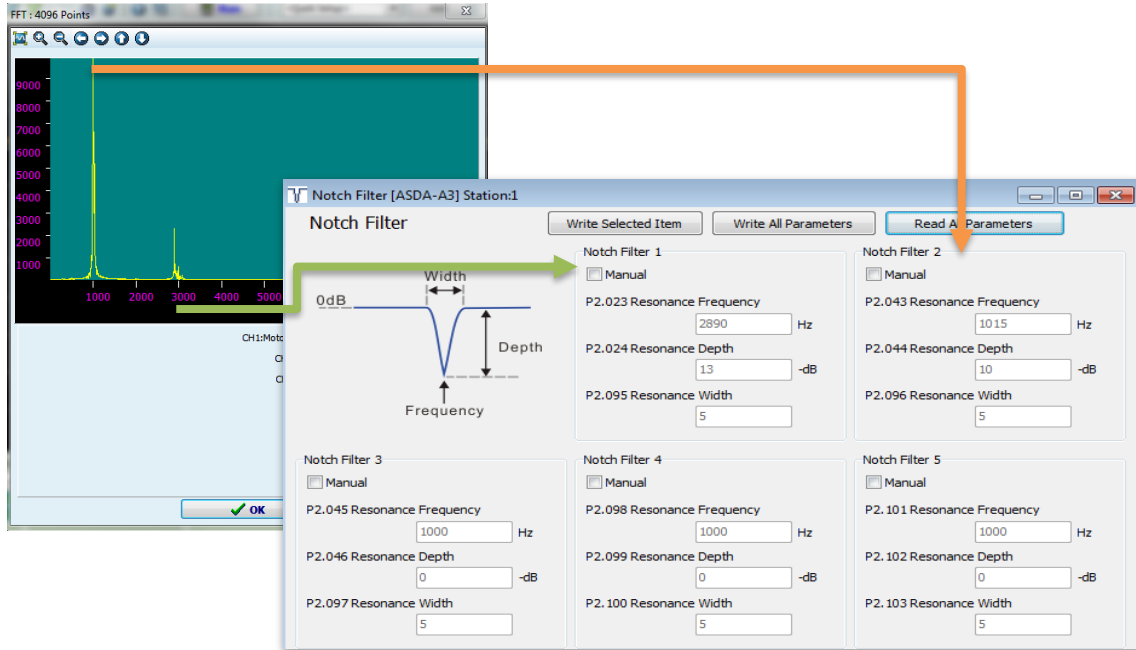 FFT : 4096 Points
9000
8000
7000
6000
5000
4000
3000
2000
1000
1000 2000 3000 4000 5000
CH1:Moto
OK
Notch Filter [ASDA-A3] Station:1
Notch Filter
Write Selected Item Write All Parameters Read All Parameters
0dB
Width
Depth
Frequency
Notch Filter 1
Manual
P2.023 Resonance Frequency
2890 Hz
P2.024 Resonance Depth
13 -dB
P2.095 Resonance Width
5
Notch Filter 2
Manual
P2.043 Resonance Frequency
1015 Hz
P2.044 Resonance Depth
10 -dB
P2.096 Resonance Width
5
Notch Filter 3
Manual
P2.045 Resonance Frequency
1000 Hz
P2.046 Resonance Depth
0 -dB
P2.097 Resonance Width
5
Notch Filter 4
Manual
P2.098 Resonance Frequency
1000 Hz
P2.099 Resonance Depth
0 -dB
P2.100 Resonance Width
5
Notch Filter 5
Manual
P2.101 Resonance Frequency
1000 Hz
P2.102 Resonance Depth
0 -dB
P2.103 Resonance Width
5